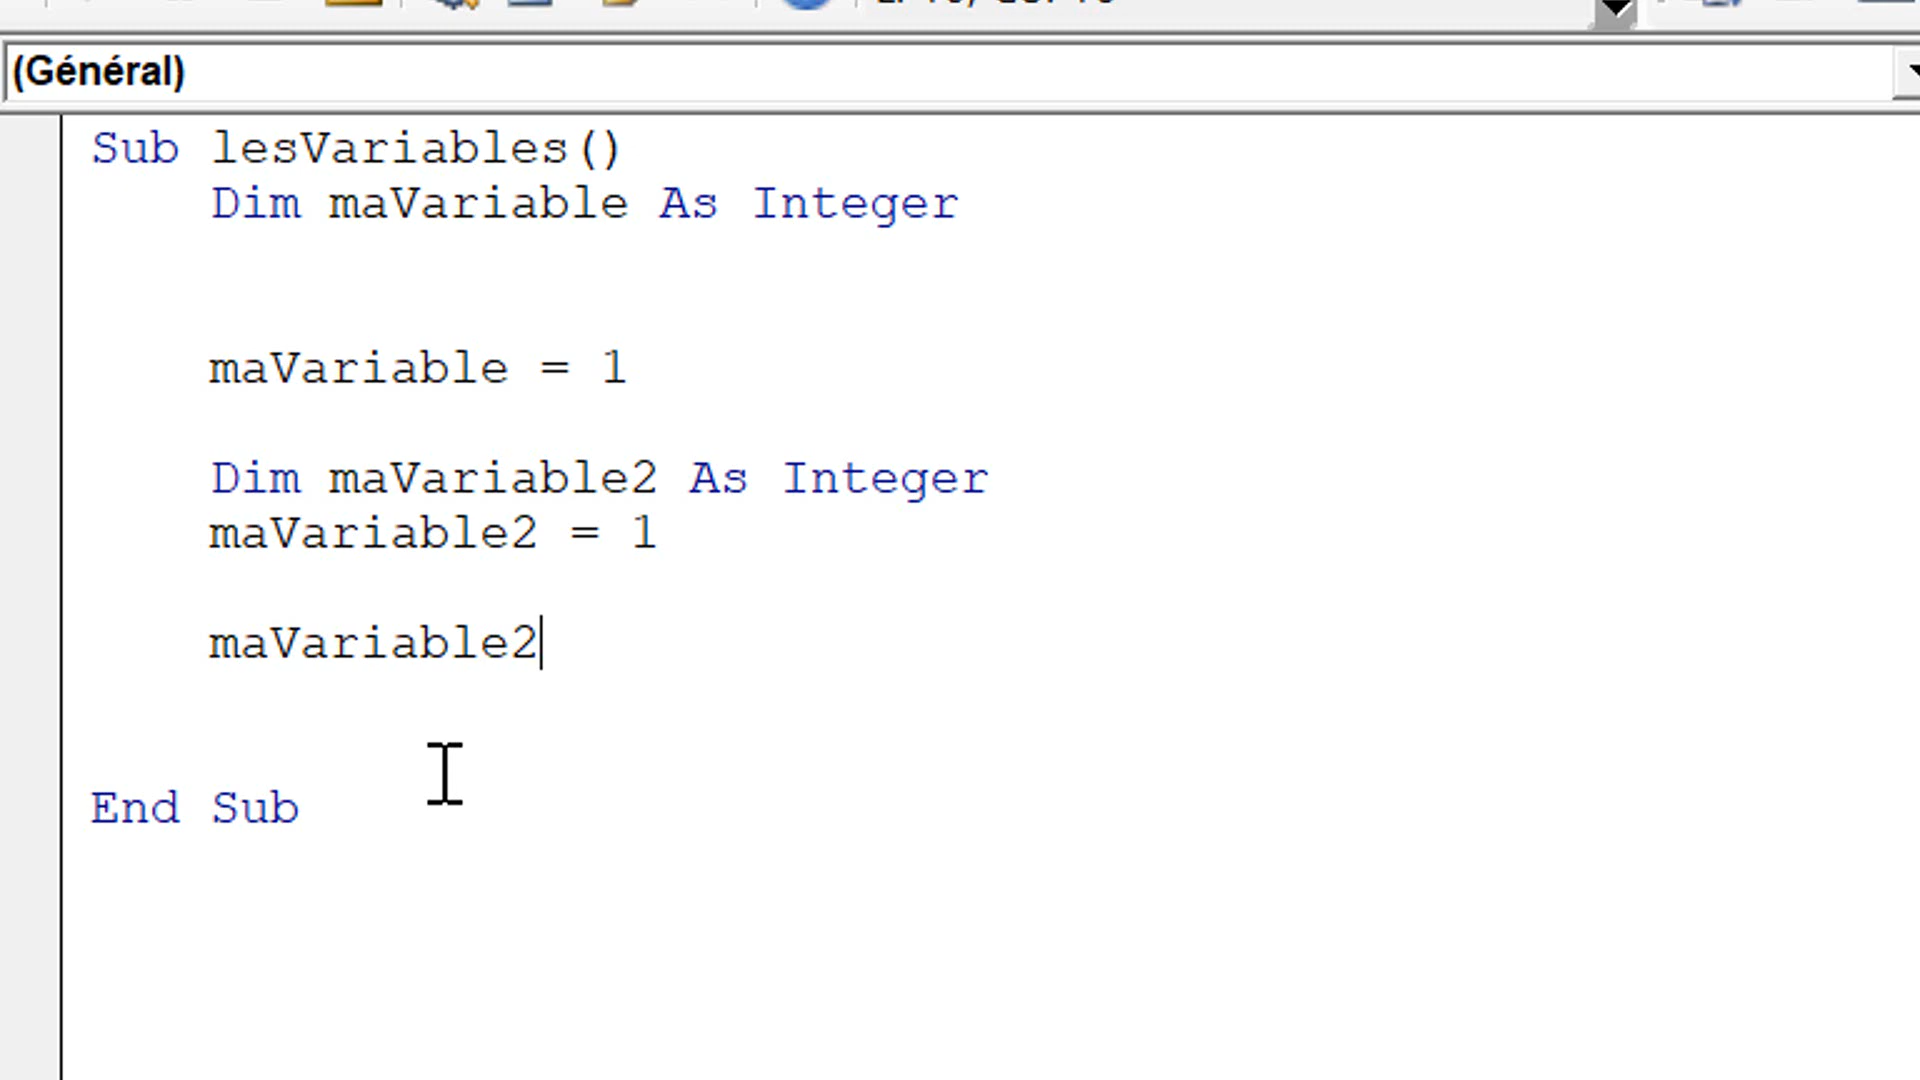 (Général)
Sub lesVariables()
Dim maVariable As Integer
maVariable = 1
Dim maVariable2 As Integer
maVariable2 = 1
maVariable2
End Sub